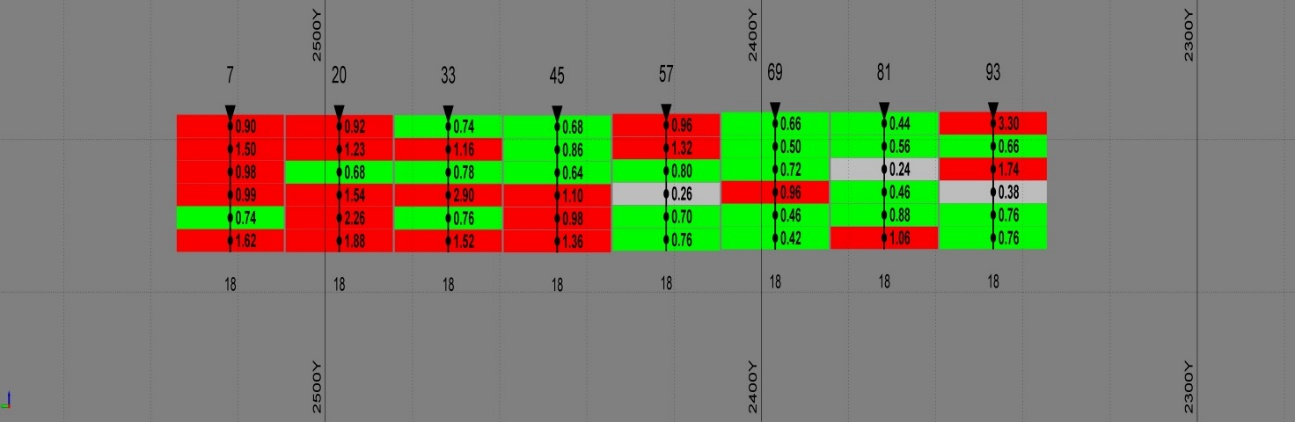 2500Y 2400Y 2300Y
7 20 33 45 57 69 81 93
0.90 0.92 0.74 0.68 0.96 0.66 0.44 3.30
1.50 1.23 1.16 0.86 1.32 0.50 0.56 0.66
0.98 0.68 0.78 0.64 0.80 0.72 0.24 1.74
0.99 1.54 2.90 1.10 0.26 0.96 0.46 0.38
0.74 2.26 0.76 0.98 0.70 0.46 0.88 0.76
1.62 1.88 1.52 1.36 0.76 0.42 1.06 0.76
18 18 18 18 18 18 18 18
2500Y 2400Y 2300Y